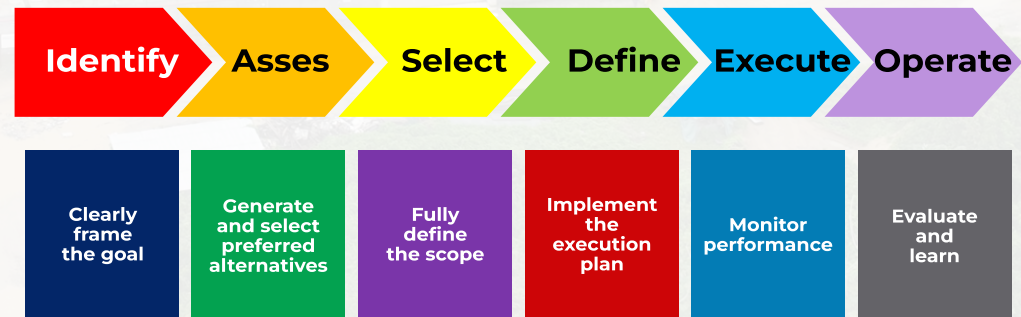 Identify
Asses
Select
Define
Execute
Operate
Clearly
frame
the goal
Generate
and select
preferred
alternatives
Fully
define
the scope
Implement
the
execution
plan
Monitor
performance
Evaluate
and
learn